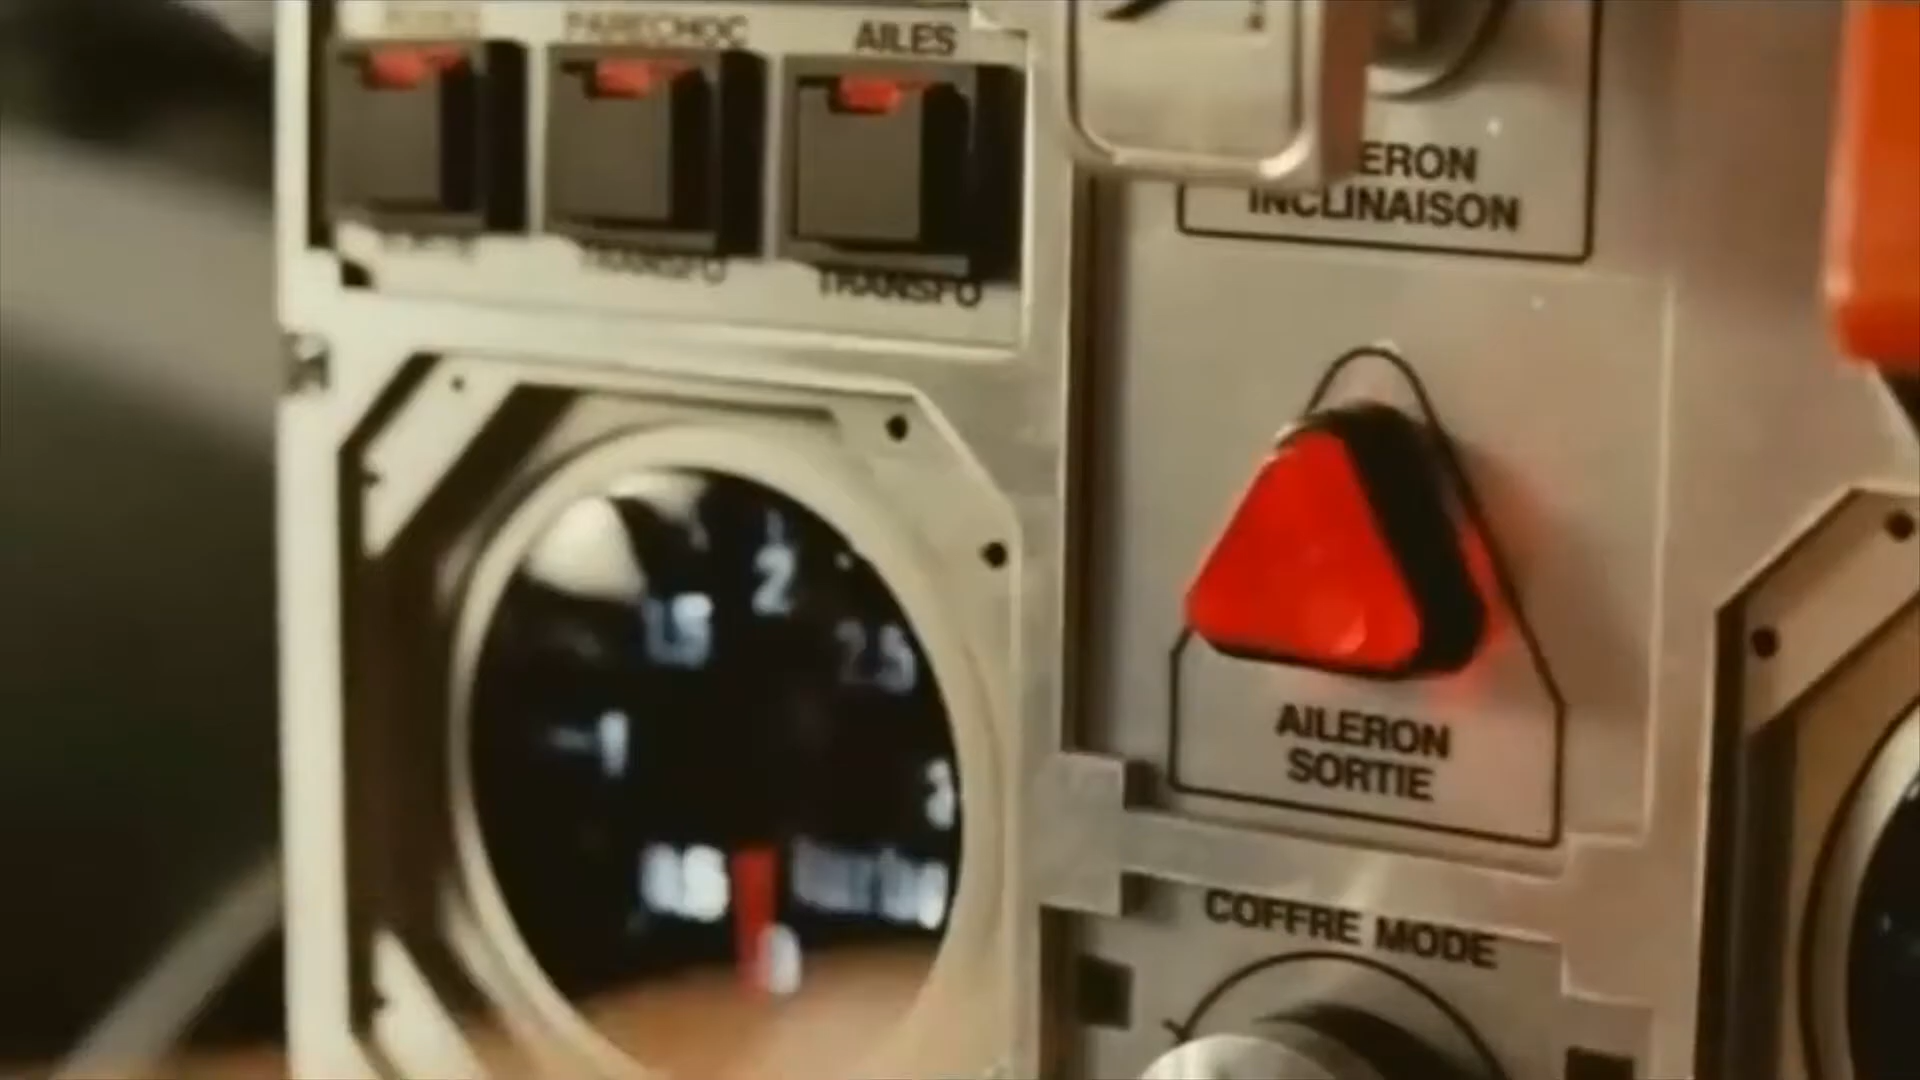 PARECHOC
AILES
TRANSFO
TRANSFO
ERON
INCLINAISON
2
1.5
2.5
1
3
0.5
turbo
0
AILERON
SORTIE
COFFRE MODE